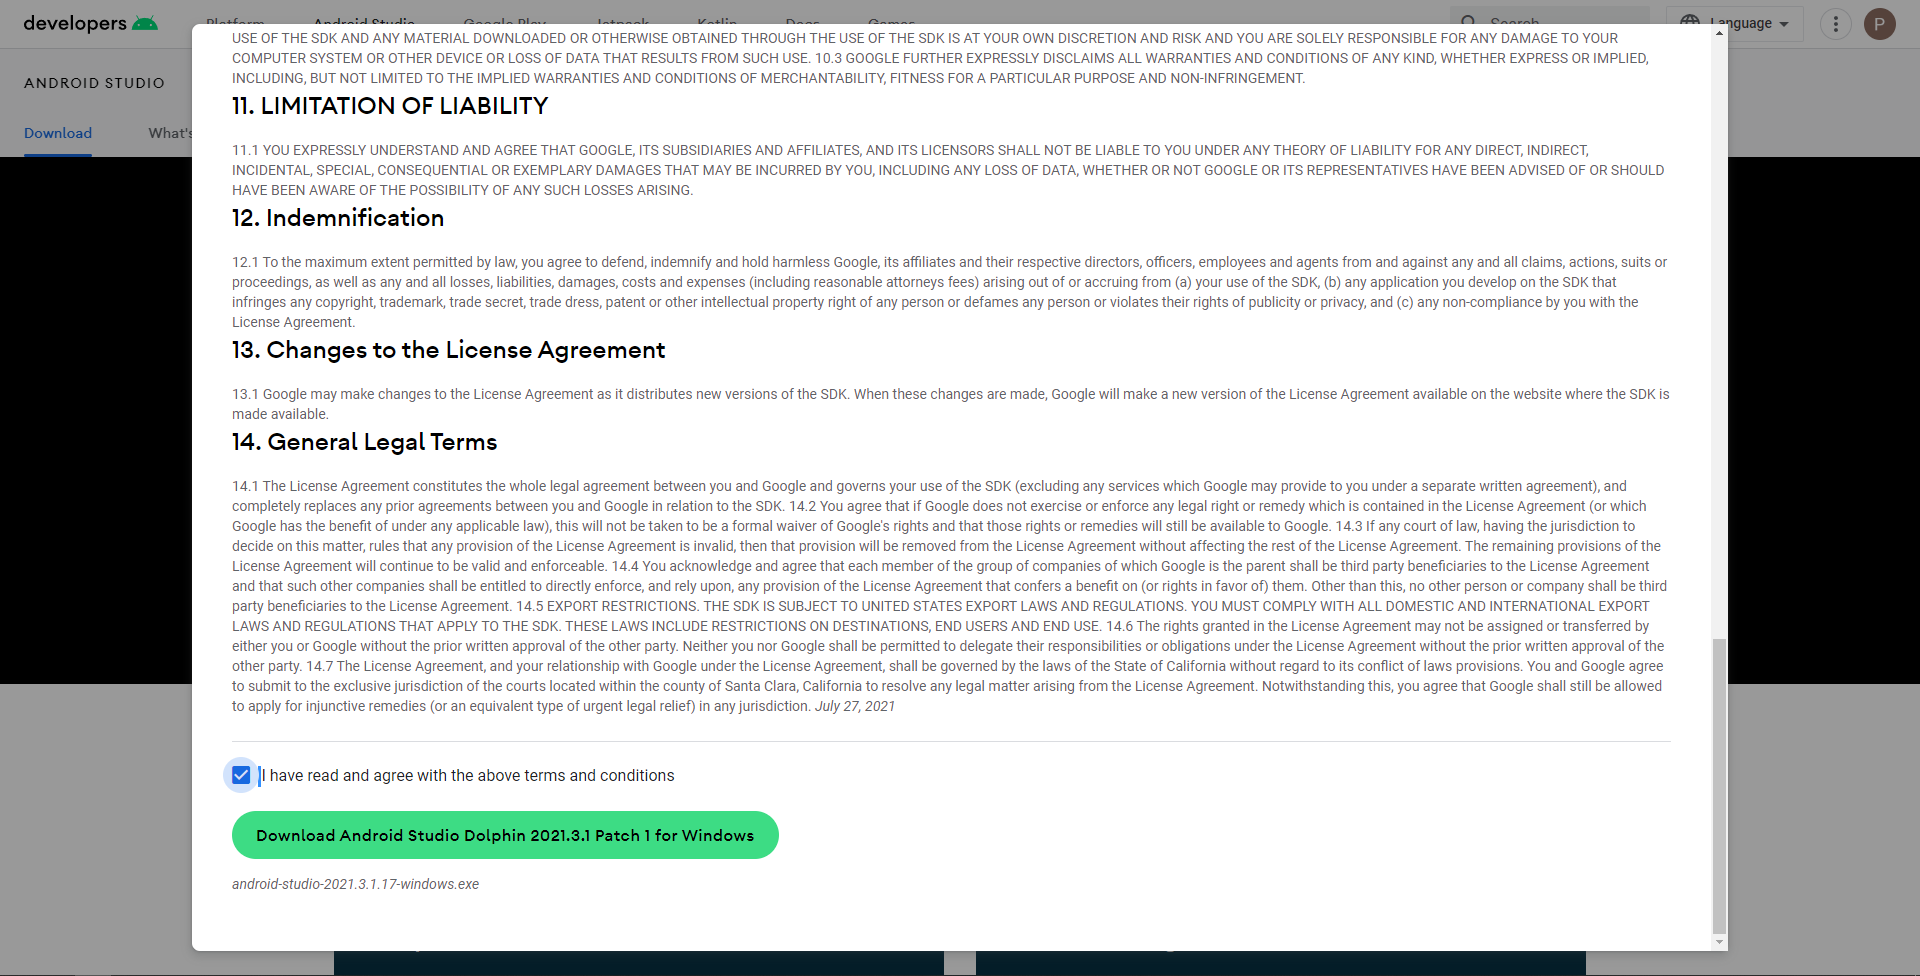 developers
Platform Android Studio Google Play Jetpack Kotlin Docs Games Search Language P
ANDROID STUDIO
Download What's
USE OF THE SDK AND ANY MATERIAL DOWNLOADED OR OTHERWISE OBTAINED THROUGH THE USE OF THE SDK IS AT YOUR OWN DISCRETION AND RISK AND YOU ARE SOLELY RESPONSIBLE FOR ANY DAMAGE TO YOUR
COMPUTER SYSTEM OR OTHER DEVICE OR LOSS OF DATA THAT RESULTS FROM SUCH USE. 10.3 GOOGLE FURTHER EXPRESSLY DISCLAIMS ALL WARRANTIES AND CONDITIONS OF ANY KIND, WHETHER EXPRESS OR IMPLIED,
INCLUDING, BUT NOT LIMITED TO THE IMPLIED WARRANTIES AND CONDITIONS OF MERCHANTABILITY, FITNESS FOR A PARTICULAR PURPOSE AND NON-INFRINGEMENT.
11. LIMITATION OF LIABILITY
11.1 YOU EXPRESSLY UNDERSTAND AND AGREE THAT GOOGLE, ITS SUBSIDIARIES AND AFFILIATES, AND ITS LICENSORS SHALL NOT BE LIABLE TO YOU UNDER ANY THEORY OF LIABILITY FOR ANY DIRECT, INDIRECT,
INCIDENTAL, SPECIAL, CONSEQUENTIAL OR EXEMPLARY DAMAGES THAT MAY BE INCURRED BY YOU, INCLUDING ANY LOSS OF DATA, WHETHER OR NOT GOOGLE OR ITS REPRESENTATIVES HAVE BEEN ADVISED OF OR SHOULD
HAVE BEEN AWARE OF THE POSSIBILITY OF ANY SUCH LOSSES ARISING.
12. Indemnification
12.1 To the maximum extent permitted by law, you agree to defend, indemnify and hold harmless Google, its affiliates and their respective directors, officers, employees and agents from and against any and all claims, actions, suits or
proceedings, as well as any and all losses, liabilities, damages, costs and expenses (including reasonable attorneys fees) arising out of or accruing from (a) your use of the SDK, (b) any application you develop on the SDK that
infringes any copyright, trademark, trade secret, trade dress, patent or other intellectual property right of any person or defames any person or violates their rights of publicity or privacy, and (c) any non-compliance by you with the
License Agreement.
13. Changes to the License Agreement
13.1 Google may make changes to the License Agreement as it distributes new versions of the SDK. When these changes are made, Google will make a new version of the License Agreement available on the website where the SDK is
made available.
14. General Legal Terms
14.1 The License Agreement constitutes the whole legal agreement between you and Google and governs your use of the SDK (excluding any services which Google may provide to you under a separate written agreement), and
completely replaces any prior agreements between you and Google in relation to the SDK. 14.2 You agree that if Google does not exercise or enforce any legal right or remedy which is contained in the License Agreement (or which
Google has the benefit of under any applicable law), this will not be taken to be a formal waiver of Google's rights and that those rights or remedies will still be available to Google. 14.3 If any court of law, having the jurisdiction to
decide on this matter, rules that any provision of the License Agreement is invalid, then that provision will be removed from the License Agreement without affecting the rest of the License Agreement. The remaining provisions of the
License Agreement will continue to be valid and enforceable. 14.4 You acknowledge and agree that each member of the group of companies of which Google is the parent shall be third party beneficiaries to the License Agreement
and that such other companies shall be entitled to directly enforce, and rely upon, any provision of the License Agreement that confers a benefit on (or rights in favor of) them. Other than this, no other person or company shall be third
party beneficiaries to the License Agreement. 14.5 EXPORT RESTRICTIONS. THE SDK IS SUBJECT TO UNITED STATES EXPORT LAWS AND REGULATIONS. YOU MUST COMPLY WITH ALL DOMESTIC AND INTERNATIONAL EXPORT
LAWS AND REGULATIONS THAT APPLY TO THE SDK. THESE LAWS INCLUDE RESTRICTIONS ON DESTINATIONS, END USERS AND END USE. 14.6 The rights granted in the License Agreement may not be assigned or transferred by
either you or Google without the prior written approval of the other party. Neither you nor Google shall be permitted to delegate their responsibilities or obligations under the License Agreement without the prior written approval of the
other party. 14.7 The License Agreement, and your relationship with Google under the License Agreement, shall be governed by the laws of the State of California without regard to its conflict of laws provisions. You and Google agree
to submit to the exclusive jurisdiction of the courts located within the county of Santa Clara, California to resolve any legal matter arising from the License Agreement. Notwithstanding this, you agree that Google shall still be allowed
to apply for injunctive remedies (or an equivalent type of urgent legal relief) in any jurisdiction. July 27, 2021
I have read and agree with the above terms and conditions
Download Android Studio Dolphin 2021.3.1 Patch 1 for Windows
android-studio-2021.3.1.17-windows.exe